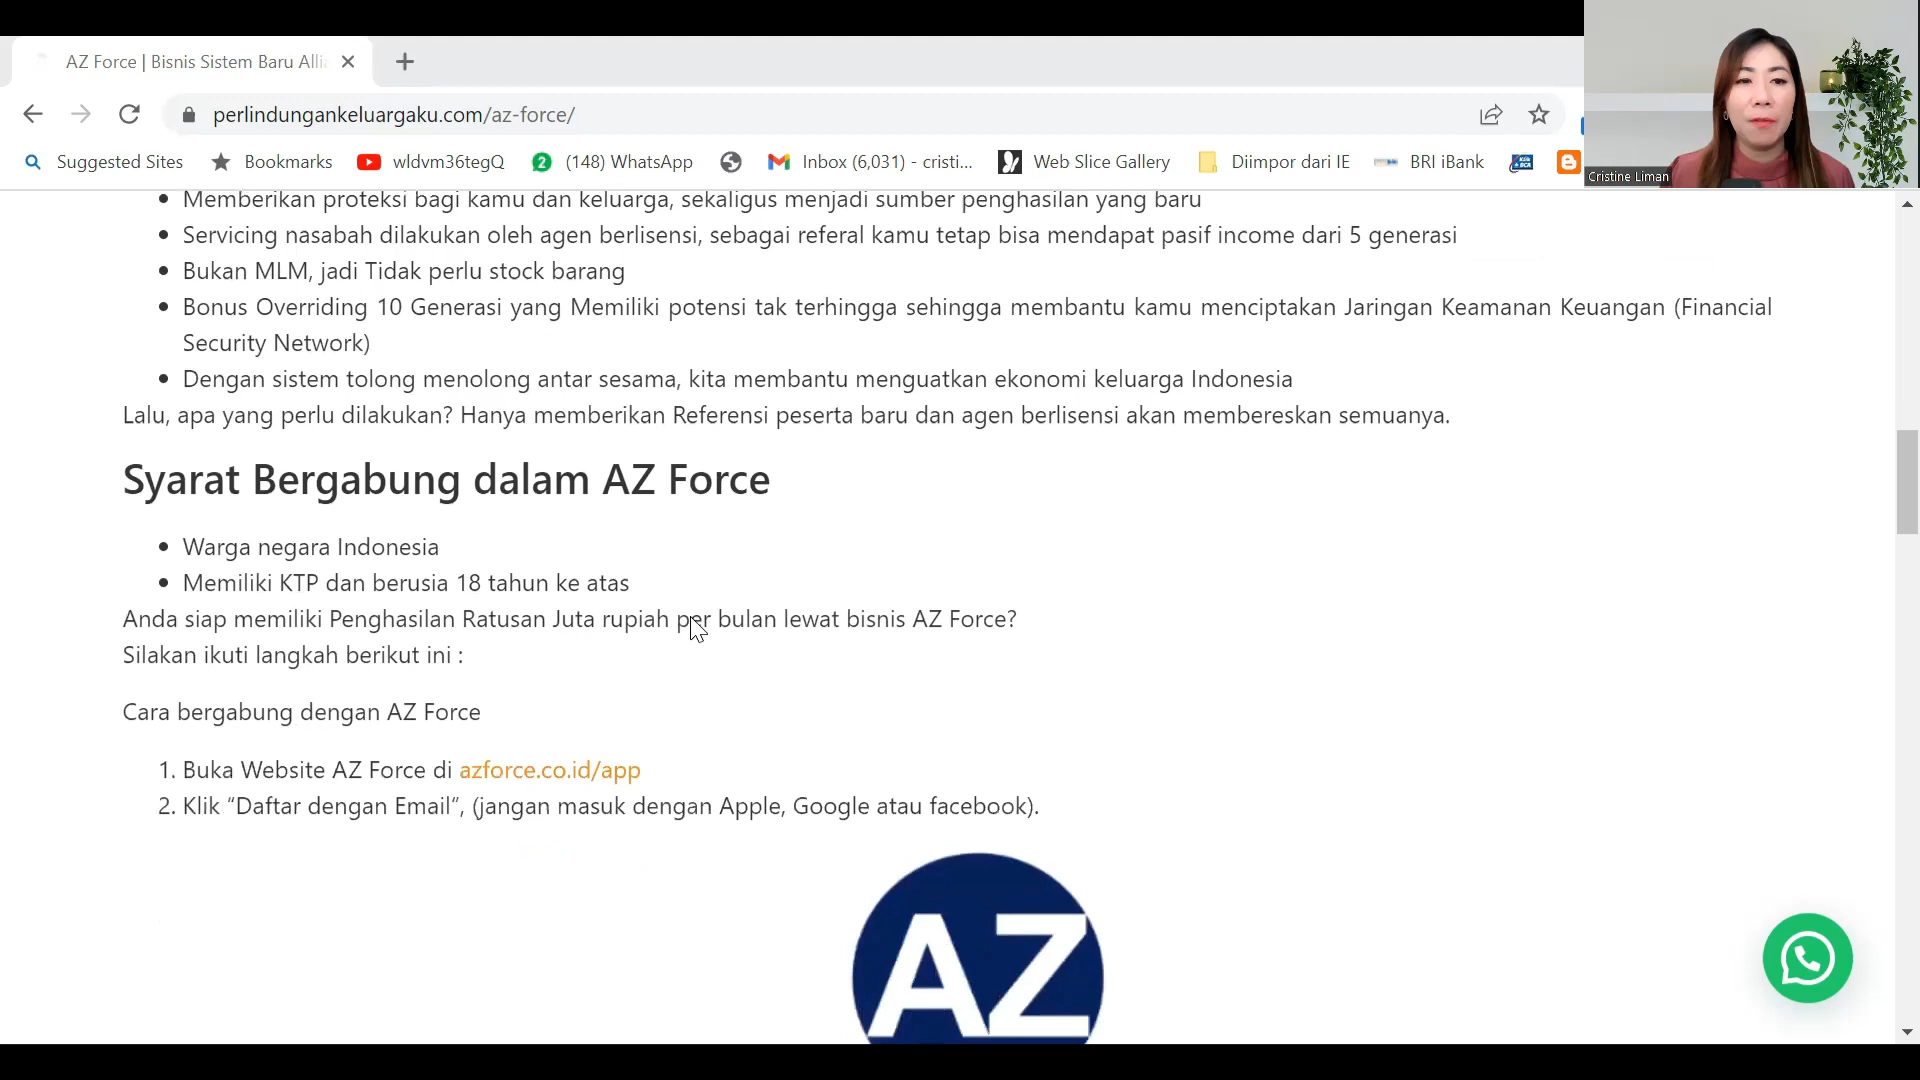 AZ Force | Bisnis Sistem Baru Alli
perlindungankeluargaku.com/az-force/
Suggested Sites Bookmarks wldvm36tegQ 2 (148) WhatsApp Inbox (6,031) - cristi... Web Slice Gallery Diimpor dari IE BRI iBank
Cristine Liman
Memberikan proteksi bagi kamu dan keluarga, sekaligus menjadi sumber penghasilan yang baru
Servicing nasabah dilakukan oleh agen berlisensi, sebagai referal kamu tetap bisa mendapat pasif income dari 5 generasi
Bukan MLM, jadi Tidak perlu stock barang
Bonus Overriding 10 Generasi yang Memiliki potensi tak terhingga sehingga membantu kamu menciptakan Jaringan Keamanan Keuangan (Financial
Security Network)
Dengan sistem tolong menolong antar sesama, kita membantu menguatkan ekonomi keluarga Indonesia
Lalu, apa yang perlu dilakukan? Hanya memberikan Referensi peserta baru dan agen berlisensi akan membereskan semuanya.
Syarat Bergabung dalam AZ Force
Warga negara Indonesia
Memiliki KTP dan berusia 18 tahun ke atas
Anda siap memiliki Penghasilan Ratusan Juta rupiah per bulan lewat bisnis AZ Force?
Silakan ikuti langkah berikut ini :
Cara bergabung dengan AZ Force
1. Buka Website AZ Force di azforce.co.id/app
2. Klik “Daftar dengan Email”, (jangan masuk dengan Apple, Google atau facebook).
AZ